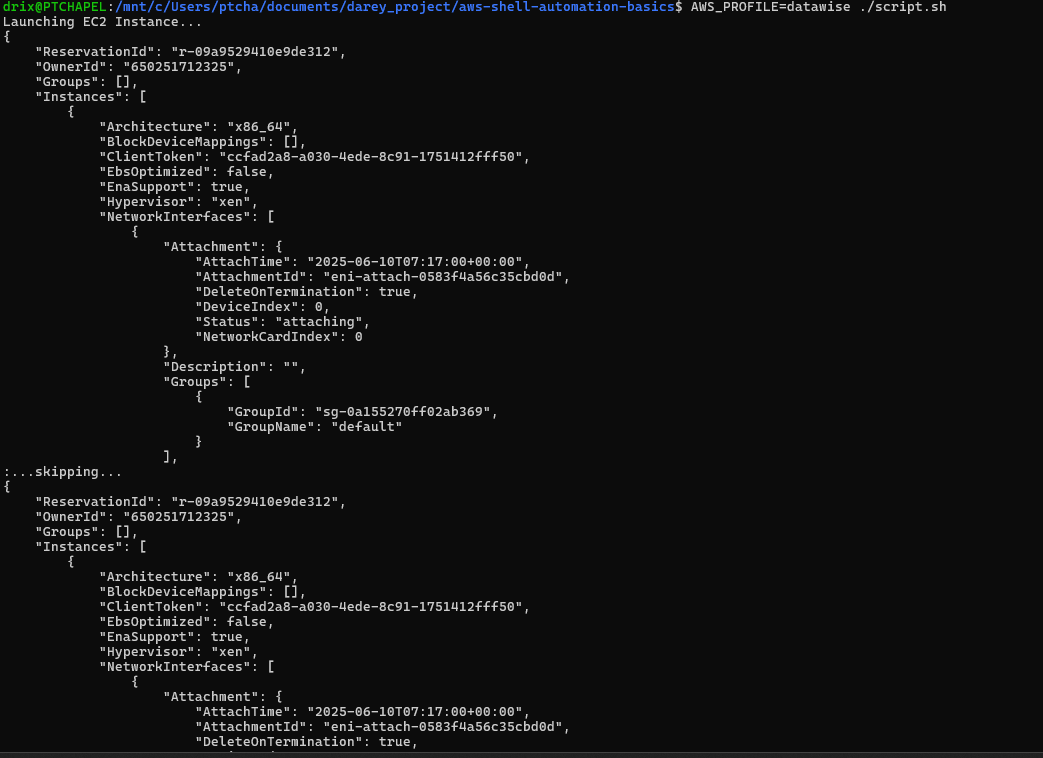 drix@PTCHAPEL:/mnt/c/Users/ptcha/documents/darey_project/aws-shell-automation-basics$ AWS_PROFILE=datawise ./script.sh
Launching EC2 Instance...
{
    "ReservationId": "r-09a9529410e9de312",
    "OwnerId": "650251712325",
    "Groups": [],
    "Instances": [
        {
            "Architecture": "x86_64",
            "BlockDeviceMappings": [],
            "ClientToken": "ccfad2a8-a030-4ede-8c91-1751412fff50",
            "EbsOptimized": false,
            "EnaSupport": true,
            "Hypervisor": "xen",
            "NetworkInterfaces": [
                {
                    "Attachment": {
                        "AttachTime": "2025-06-10T07:17:00+00:00",
                        "AttachmentId": "eni-attach-0583f4a56c35cbd0d",
                        "DeleteOnTermination": true,
                        "DeviceIndex": 0,
                        "Status": "attaching",
                        "NetworkCardIndex": 0
                    },
                    "Description": "",
                    "Groups": [
                        {
                            "GroupId": "sg-0a155270ff02ab369",
                            "GroupName": "default"
                        }
                    ],
:...skipping...
{
    "ReservationId": "r-09a9529410e9de312",
    "OwnerId": "650251712325",
    "Groups": [],
    "Instances": [
        {
            "Architecture": "x86_64",
            "BlockDeviceMappings": [],
            "ClientToken": "ccfad2a8-a030-4ede-8c91-1751412fff50",
            "EbsOptimized": false,
            "EnaSupport": true,
            "Hypervisor": "xen",
            "NetworkInterfaces": [
                {
                    "Attachment": {
                        "AttachTime": "2025-06-10T07:17:00+00:00",
                        "AttachmentId": "eni-attach-0583f4a56c35cbd0d",
                        "DeleteOnTermination": true,